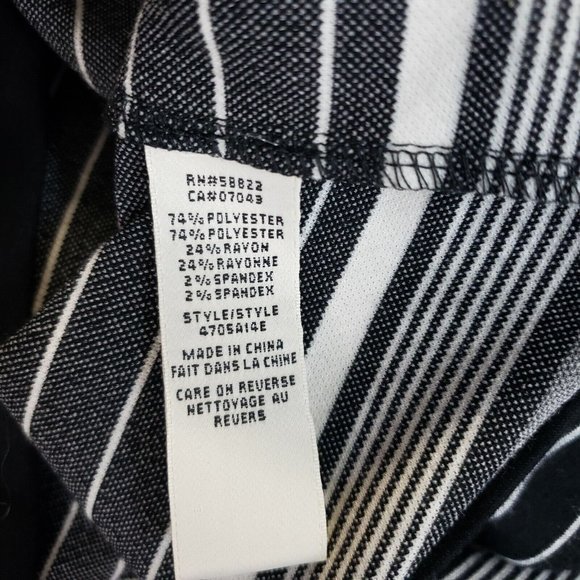 RN#58822
CA#07043
74% POLYESTER
74% POLYESTER
24% RAYON
24% RAYONNE
2% SPANDEX
2% SPANDEX
STYLE/STYLE
4705A14E
MADE IN CHINA
FAIT DANS LA CHINE
CARE ON REVERSE
NETTOYAGE AU
REVERS